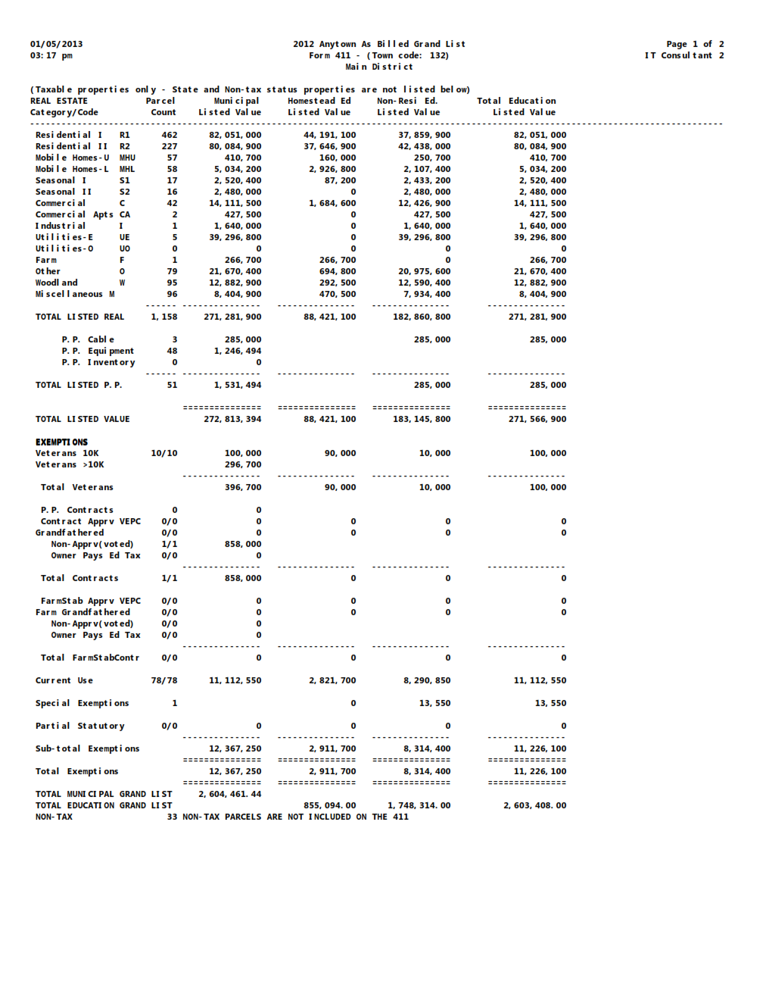 01/05/2013 2012 Anytown As Billed Grand List Page 1 of 2
03:17 pm Form 411 - (Town code: 132) IT Consultant 2
Main District
(Taxable properties only - State and Non-tax status properties are not listed below)
REAL ESTATE Parcel Municipal Homestead Ed Non-Resi Ed. Total Education
Category/Code Count Listed Value Listed Value Listed Value Listed Value
Residential I R1 462 82,051,000 44,191,100 37,859,900 82,051,000
Residential II R2 227 80,084,900 37,646,900 42,438,000 80,084,900
Mobile Homes-U MHU 57 410,700 160,000 250,700 410,700
Mobile Homes-L MHL 58 5,034,200 2,926,800 2,107,400 5,034,200
Seasonal I S1 17 2,520,400 87,200 2,433,200 2,520,400
Seasonal II S2 16 2,480,000 0 2,480,000 2,480,000
Commercial C 42 14,111,500 1,684,600 12,426,900 14,111,500
Commercial Apts CA 2 427,500 0 427,500 427,500
Industrial I 1 1,640,000 0 1,640,000 1,640,000
Utilities-E UE 5 39,296,800 0 39,296,800 39,296,800
Utilities-O UO 0 0 0 0 0
Farm F 1 266,700 266,700 0 266,700
Other O 79 21,670,400 694,800 20,975,600 21,670,400
Woodland W 95 12,882,900 292,500 12,590,400 12,882,900
Miscellaneous M 96 8,404,900 470,500 7,934,400 8,404,900
TOTAL LISTED REAL 1,158 271,281,900 88,421,100 182,860,800 271,281,900
P.P. Cable 3 285,000 285,000 285,000
P.P. Equipment 48 1,246,494
P.P. Inventory 0 0
TOTAL LISTED P.P. 51 1,531,494 285,000 285,000
TOTAL LISTED VALUE 272,813,394 88,421,100 183,145,800 271,566,900
EXEMPTIONS
Veterans 10K 10/10 100,000 90,000 10,000 100,000
Veterans >10K 296,700
Total Veterans 396,700 90,000 10,000 100,000
P.P. Contracts 0 0
Contract Apprv VEPC 0/0 0 0 0 0
Grandfathered 0/0 0 0 0 0
Non-Apprv(voted) 1/1 858,000
Owner Pays Ed Tax 0/0 0
Total Contracts 1/1 858,000 0 0 0
FarmStab Apprv VEPC 0/0 0 0 0 0
Farm Grandfathered 0/0 0 0 0 0
Non-Apprv(voted) 0/0 0
Owner Pays Ed Tax 0/0 0
Total FarmStabContr 0/0 0 0 0 0
Current Use 78/78 11,112,550 2,821,700 8,290,850 11,112,550
Special Exemptions 1 0 13,550 13,550
Partial Statutory 0/0 0 0 0 0
Sub-total Exemptions 12,367,250 2,911,700 8,314,400 11,226,100
Total Exemptions 12,367,250 2,911,700 8,314,400 11,226,100
TOTAL MUNICIPAL GRAND LIST 2,604,461.44
TOTAL EDUCATION GRAND LIST 855,094.00 1,748,314.00 2,603,408.00
NON-TAX 33 NON-TAX PARCELS ARE NOT INCLUDED ON THE 411